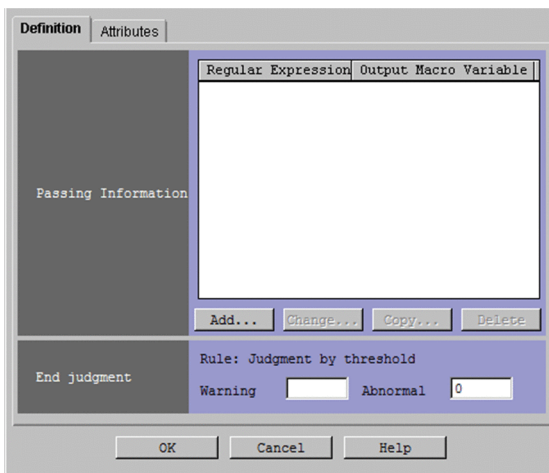 Definition
Attributes
Regular Expression Output Macro Variable
Passing Information
Add... Change... Copy... Delete
Rule: Judgment by threshold
End judgment
Warning Abnormal 0
OK Cancel Help